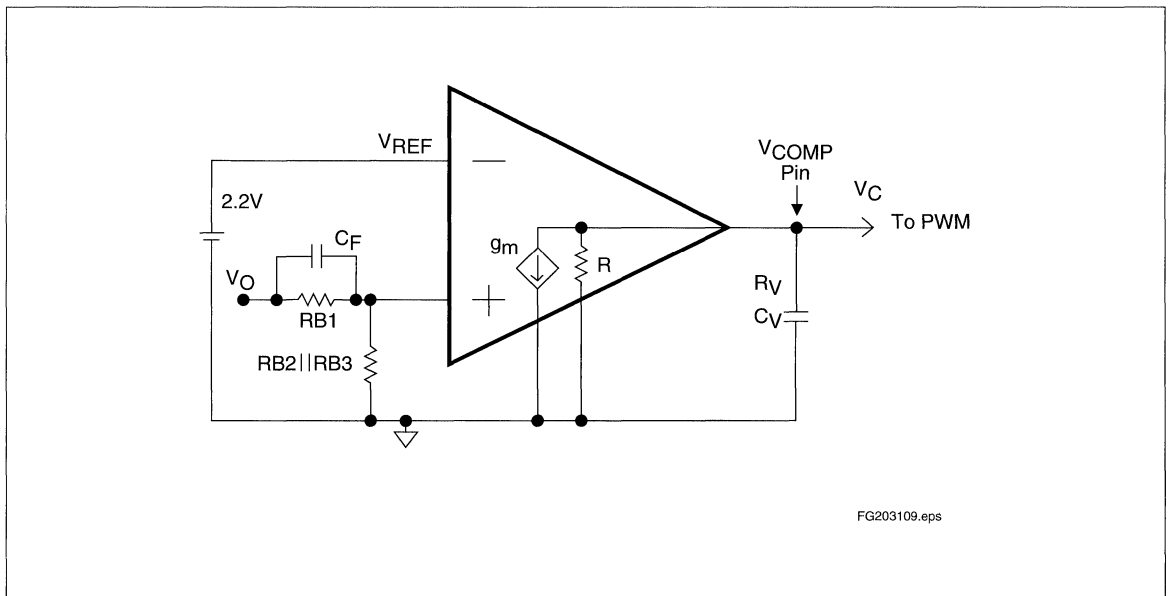 VREF
2.2V
VCOMP
Pin
VC
To PWM
CF
VO
gm
R
RV
CV
RB1
RB2||RB3
FG203109.eps